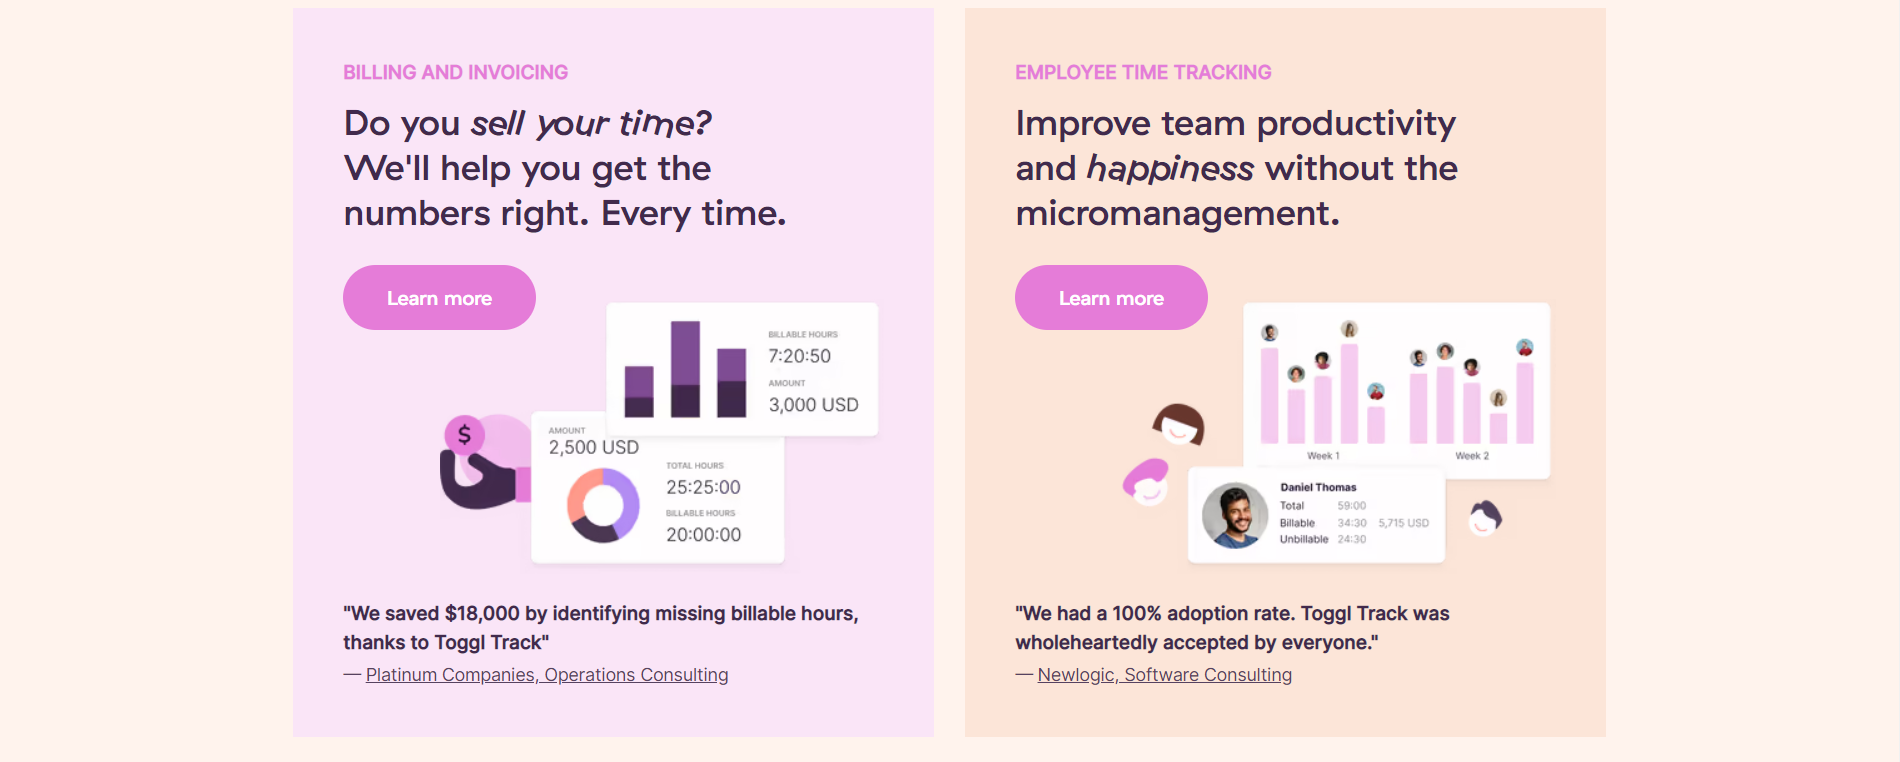 BILLING AND INVOICING
Do you sell your time?
We'll help you get the
numbers right. Every time.
Learn more
BILLABLE HOURS
7:20:50
AMOUNT
3,000 USD
$
AMOUNT
2,500 USD
TOTAL HOURS
25:25:00
BILLABLE HOURS
20:00:00
"We saved $18,000 by identifying missing billable hours,
thanks to Toggl Track"
— Platinum Companies, Operations Consulting
EMPLOYEE TIME TRACKING
Improve team productivity
and happiness without the
micromanagement.
Learn more
Week 1 Week 2
Daniel Thomas
Total 59:00
Billable 34:30 5,715 USD
Unbillable 24:30
"We had a 100% adoption rate. Toggl Track was
wholeheartedly accepted by everyone."
— Newlogic, Software Consulting